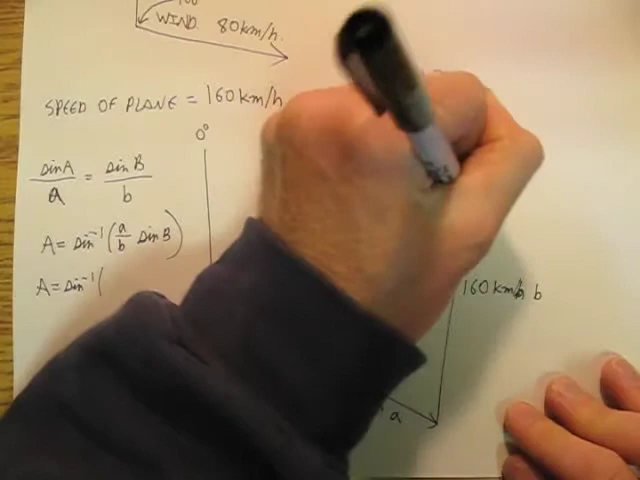 WIND. 80km/h.
SPEED OF PLANE = 160km/h
0°
sinA/a = sinB/b
A = sin⁻¹(a/b sinB)
A = sin⁻¹(
160km/h b
a